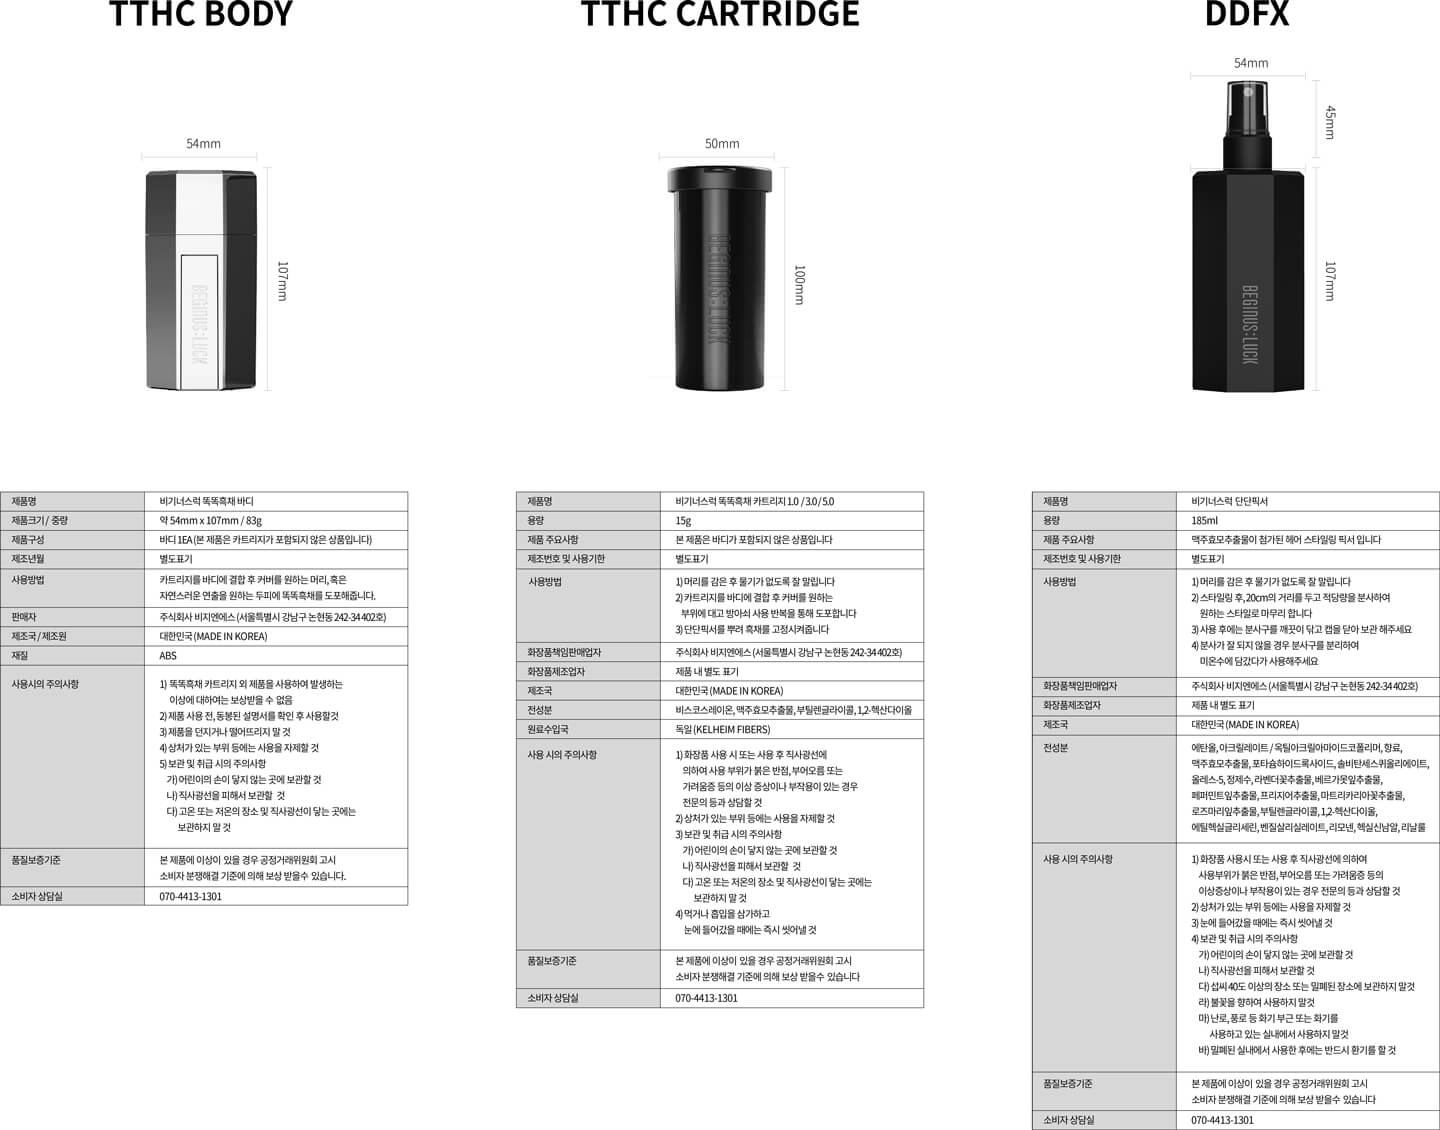 TTHC BODY
54mm
107mm
BEGINUS:LUCK
제품명 비기너스럭 똑똑흑채 바디
제품크기 / 중량 약 54mm x 107mm / 83g
제품구성 바디 1EA (본 제품은 카트리지가 포함되지 않은 상품입니다)
제조년월 별도표기
사용방법 카트리지를 바디에 결합 후 커버를 원하는 머리, 혹은
자연스러운 연출을 원하는 두피에 똑똑흑채를 도포해줍니다.
판매자 주식회사 비지엔에스 (서울특별시 강남구 논현동 242-34 402호)
제조국 / 제조원 대한민국 (MADE IN KOREA)
재질 ABS
사용시의 주의사항 1) 똑똑흑채 카트리지 외 제품을 사용하여 발생하는
이상에 대하여는 보상받을 수 없음
2) 제품 사용 전, 동봉된 설명서를 확인 후 사용할것
3) 제품을 던지거나 떨어뜨리지 말 것
4) 상처가 있는 부위 등에는 사용을 자제할 것
5) 보관 및 취급 시의 주의사항
가) 어린이의 손이 닿지 않는 곳에 보관할 것
나) 직사광선을 피해서 보관할 것
다) 고온 또는 저온의 장소 및 직사광선이 닿는 곳에는
보관하지 말 것
품질보증기준 본 제품에 이상이 있을 경우 공정거래위원회 고시
소비자 분쟁해결 기준에 의해 보상 받을수 있습니다.
소비자 상담실 070-4413-1301
TTHC CARTRIDGE
50mm
100mm
BEGINUS:LUCK
제품명 비기너스럭 똑똑흑채 카트리지 1.0 / 3.0 / 5.0
용량 15g
제품 주요사항 본 제품은 바디가 포함되지 않은 상품입니다
제조번호 및 사용기한 별도표기
사용방법 1) 머리를 감은 후 물기가 없도록 잘 말립니다
2) 카트리지를 바디에 결합 후 커버를 원하는
부위에 대고 방아쇠 사용 반복을 통해 도포합니다
3) 단단픽서를 뿌려 흑채를 고정시켜줍니다
화장품책임판매업자 주식회사 비지엔에스 (서울특별시 강남구 논현동 242-34 402호)
화장품제조업자 제품 내 별도 표기
제조국 대한민국 (MADE IN KOREA)
전성분 비스코스레이온, 맥주효모추출물, 부틸렌글라이콜, 1,2-헥산다이올
원료수입국 독일 (KELHEIM FIBERS)
사용 시의 주의사항 1) 화장품 사용 시 또는 사용 후 직사광선에
의하여 사용 부위가 붉은 반점, 부어오름 또는
가려움증 등의 이상 증상이나 부작용이 있는 경우
전문의 등과 상담할 것
2) 상처가 있는 부위 등에는 사용을 자제할 것
3) 보관 및 취급 시의 주의사항
가) 어린이의 손이 닿지 않는 곳에 보관할 것
나) 직사광선을 피해서 보관할 것
다) 고온 또는 저온의 장소 및 직사광선이 닿는 곳에는
보관하지 말 것
4) 먹거나 흡입을 삼가하고
눈에 들어갔을 때에는 즉시 씻어낼 것
품질보증기준 본 제품에 이상이 있을 경우 공정거래위원회 고시
소비자 분쟁해결 기준에 의해 보상 받을수 있습니다
소비자 상담실 070-4413-1301
DDFX
54mm
45mm
107mm
BEGINUS:LUCK
제품명 비기너스럭 단단픽서
용량 185ml
제품 주요사항 맥주효모추출물이 첨가된 헤어 스타일링 픽서 입니다
제조번호 및 사용기한 별도표기
사용방법 1) 머리를 감은 후 물기가 없도록 잘 말립니다
2) 스타일링 후, 20cm의 거리를 두고 적당량을 분사하여
원하는 스타일로 마무리 합니다
3) 사용 후에는 분사구를 깨끗이 닦고 캡을 닫아 보관 해주세요
4) 분사가 잘 되지 않을 경우 분사구를 분리하여
미온수에 담갔다가 사용해주세요
화장품책임판매업자 주식회사 비지엔에스 (서울특별시 강남구 논현동 242-34 402호)
화장품제조업자 제품 내 별도 표기
제조국 대한민국 (MADE IN KOREA)
전성분 에탄올, 아크릴레이트 / 옥틸아크릴아마이드코폴리머, 향료,
맥주효모추출물, 포타슘하이드록사이드, 솔비탄세스퀴올리에이트,
올레스-5, 정제수, 라벤더꽃추출물, 베르가못잎추출물,
페퍼민트잎추출물, 프리지어추출물, 마트리카리아꽃추출물,
로즈마리잎추출물, 부틸렌글라이콜, 1,2-헥산다이올,
에틸헥실글리세린, 벤질살리실레이트, 리모넨, 헥실신남알, 리날룰
사용 시의 주의사항 1) 화장품 사용시 또는 사용 후 직사광선에 의하여
사용부위가 붉은 반점, 부어오름 또는 가려움증 등의
이상증상이나 부작용이 있는 경우 전문의 등과 상담할 것
2) 상처가 있는 부위 등에는 사용을 자제할 것
3) 눈에 들어갔을 때에는 즉시 씻어낼 것
4) 보관 및 취급 시의 주의사항
가) 어린이의 손이 닿지 않는 곳에 보관할 것
나) 직사광선을 피해서 보관할 것
다) 섭씨 40도 이상의 장소 또는 밀폐된 장소에 보관하지 말것
라) 불꽃을 향하여 사용하지 말것
마) 난로, 풍로 등 화기 부근 또는 화기를
사용하고 있는 실내에서 사용하지 말것
바) 밀폐된 실내에서 사용한 후에는 반드시 환기를 할 것
품질보증기준 본 제품에 이상이 있을 경우 공정거래위원회 고시
소비자 분쟁해결 기준에 의해 보상 받을수 있습니다
소비자 상담실 070-4413-1301